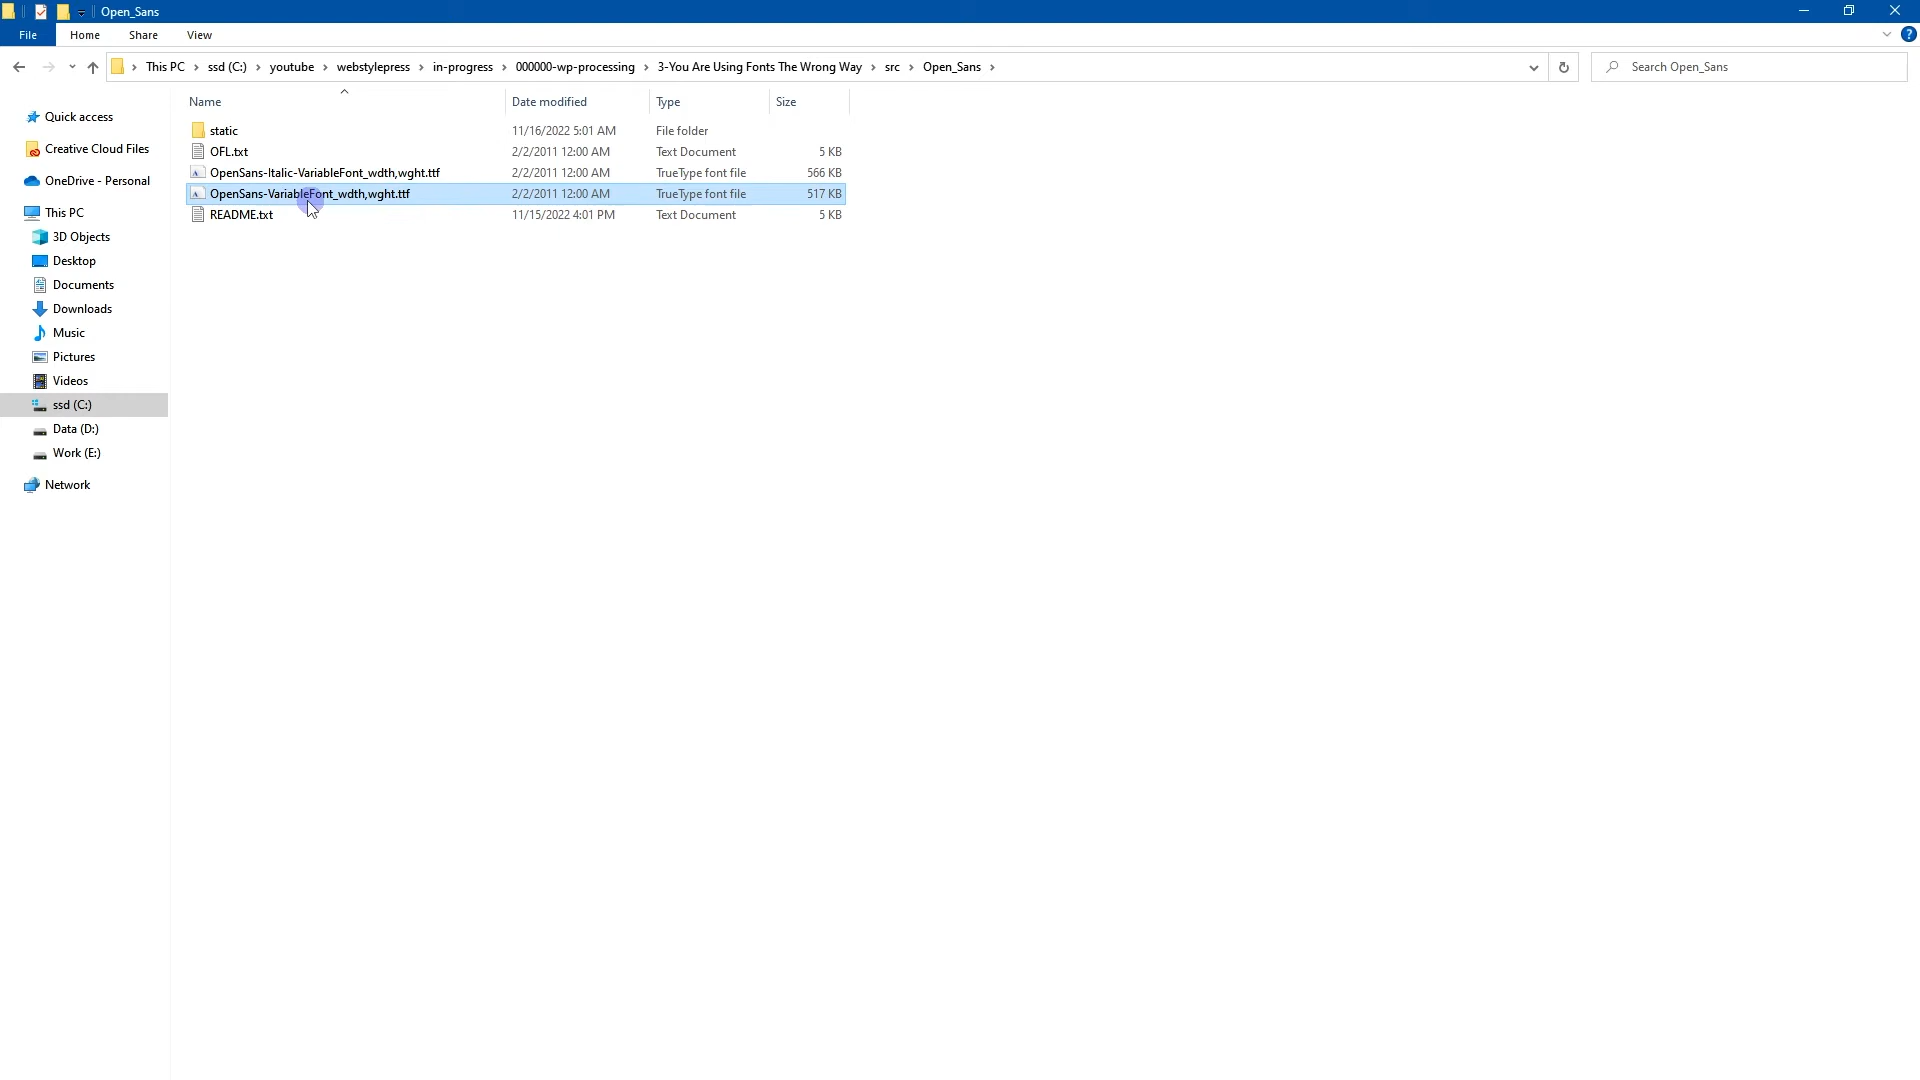 Open_Sans
File Home Share View
This PC ssd (C:) youtube webstylepress in-progress 000000-wp-processing 3-You Are Using Fonts The Wrong Way src Open_Sans
Search Open_Sans
Name Date modified Type Size
static 11/16/2022 5:01 AM File folder
OFL.txt 2/2/2011 12:00 AM Text Document 5 KB
OpenSans-Italic-VariableFont_wdth,wght.ttf 2/2/2011 12:00 AM TrueType font file 566 KB
OpenSans-VariableFont_wdth,wght.ttf 2/2/2011 12:00 AM TrueType font file 517 KB
README.txt 11/15/2022 4:01 PM Text Document 5 KB
Quick access
Creative Cloud Files
OneDrive - Personal
This PC
3D Objects
Desktop
Documents
Downloads
Music
Pictures
Videos
ssd (C:)
Data (D:)
Work (E:)
Network